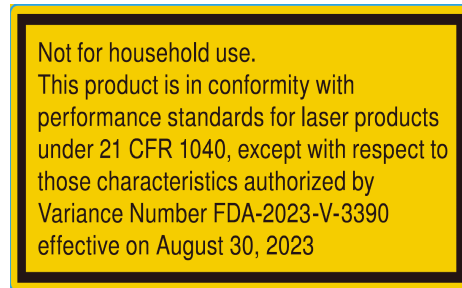 Not for household use.
This product is in conformity with
performance standards for laser products
under 21 CFR 1040, except with respect to
those characteristics authorized by
Variance Number FDA-2023-V-3390
effective on August 30, 2023